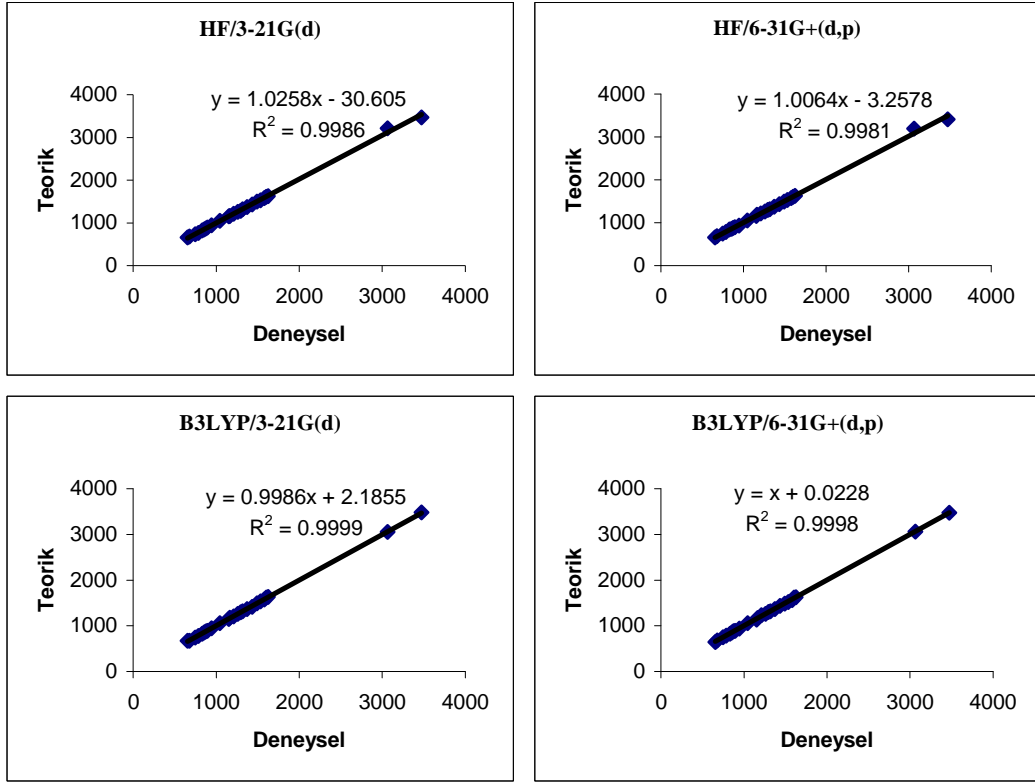 HF/3-21G(d)
y = 1.0258x - 30.605
R² = 0.9986
4000
3000
2000
1000
0
Teorik
0 1000 2000 3000 4000
Deneysel
HF/6-31G+(d,p)
y = 1.0064x - 3.2578
R² = 0.9981
4000
3000
2000
1000
0
Teorik
0 1000 2000 3000 4000
Deneysel
B3LYP/3-21G(d)
y = 0.9986x + 2.1855
R² = 0.9999
4000
3000
2000
1000
0
Teorik
0 1000 2000 3000 4000
Deneysel
B3LYP/6-31G+(d,p)
y = x + 0.0228
R² = 0.9998
4000
3000
2000
1000
0
Teorik
0 1000 2000 3000 4000
Deneysel